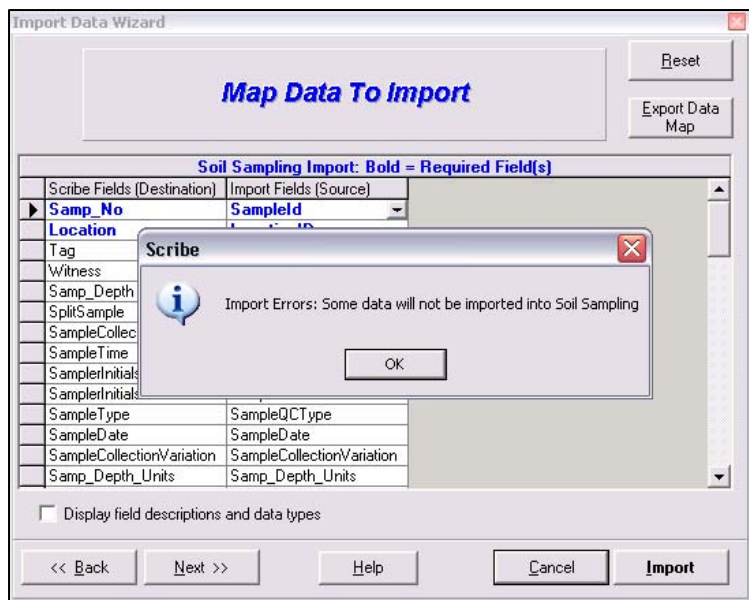 Import Data Wizard
Map Data To Import
Reset
Export Data
Map
Soil Sampling Import: Bold = Required Field(s)
Scribe Fields (Destination) Import Fields (Source)
Samp_No SampleId
Location
Tag
Witness
Samp_Depth
SplitSample
SampleCollec
SampleTime
SamplerInitials
SamplerInitials
SampleType SampleQCType
SampleDate SampleDate
SampleCollectionVariation SampleCollectionVariation
Samp_Depth_Units Samp_Depth_Units
Scribe
Import Errors: Some data will not be imported into Soil Sampling
OK
Display field descriptions and data types
<< Back Next >> Help Cancel Import